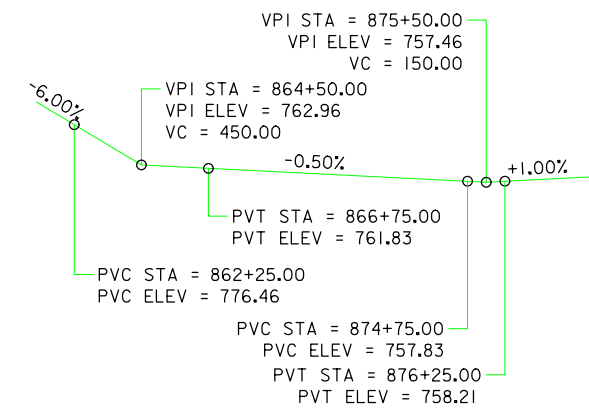 VPI STA = 875+50.00
VPI ELEV = 757.46
VC = 150.00
-6.00%
VPI STA = 864+50.00
VPI ELEV = 762.96
VC = 450.00
-0.50%
+1.00%
PVT STA = 866+75.00
PVT ELEV = 761.83
PVC STA = 862+25.00
PVC ELEV = 776.46
PVC STA = 874+75.00
PVC ELEV = 757.83
PVT STA = 876+25.00
PVT ELEV = 758.21